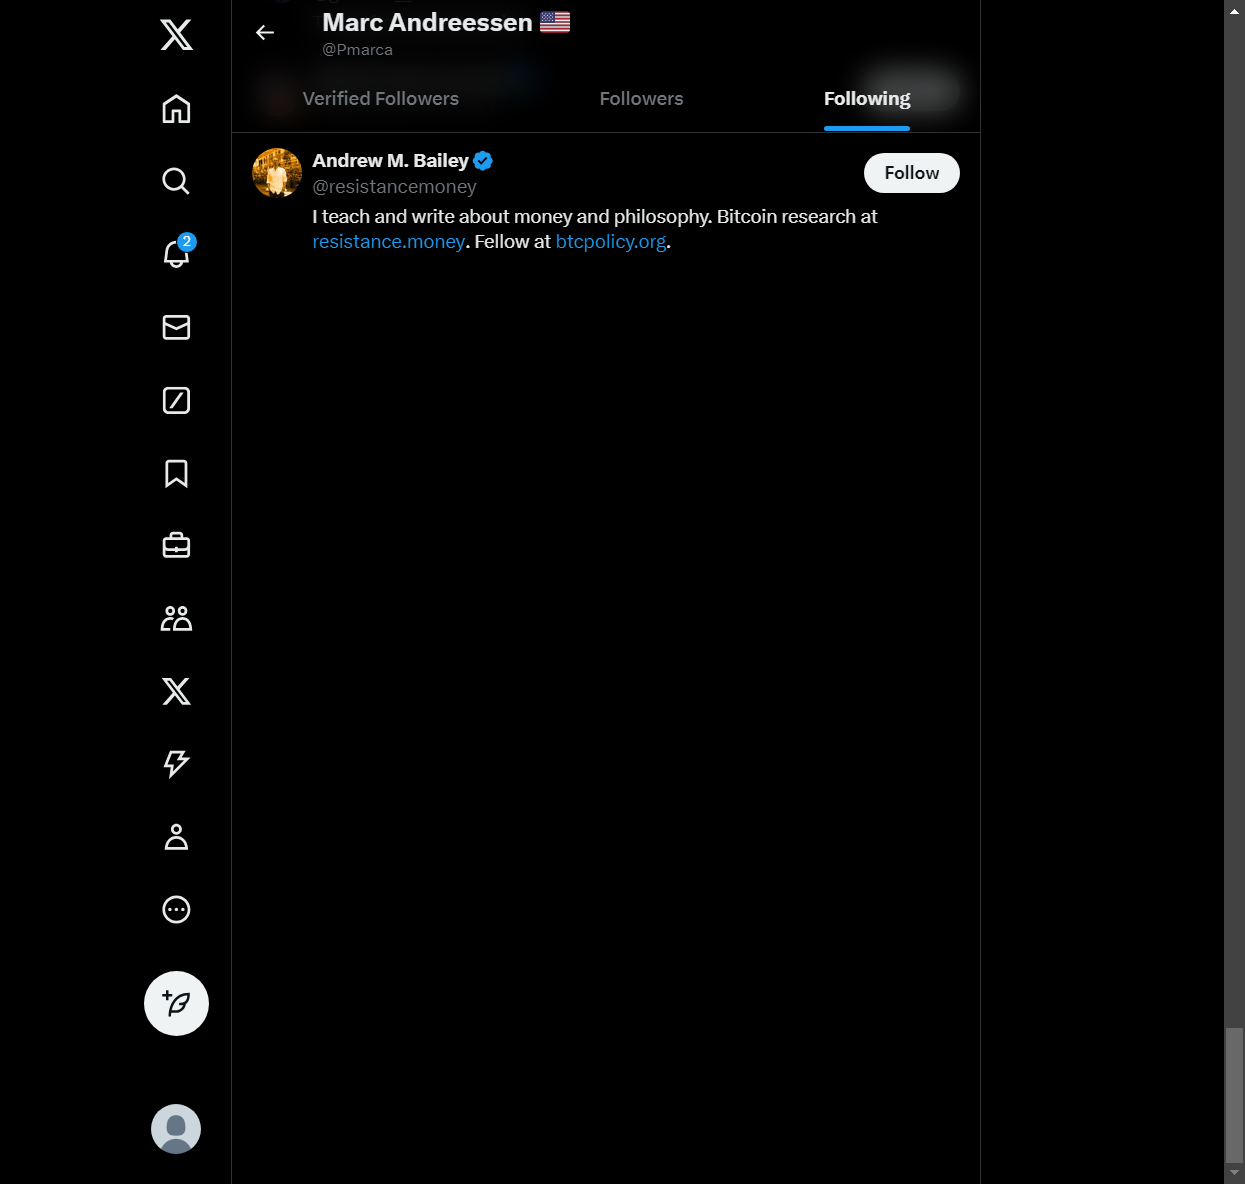 Marc Andreessen 🇺🇸
@Pmarca
Verified Followers
Followers
Following
2
Andrew M. Bailey
@resistancemoney
Follow
I teach and write about money and philosophy. Bitcoin research at
resistance.money. Fellow at btcpolicy.org.